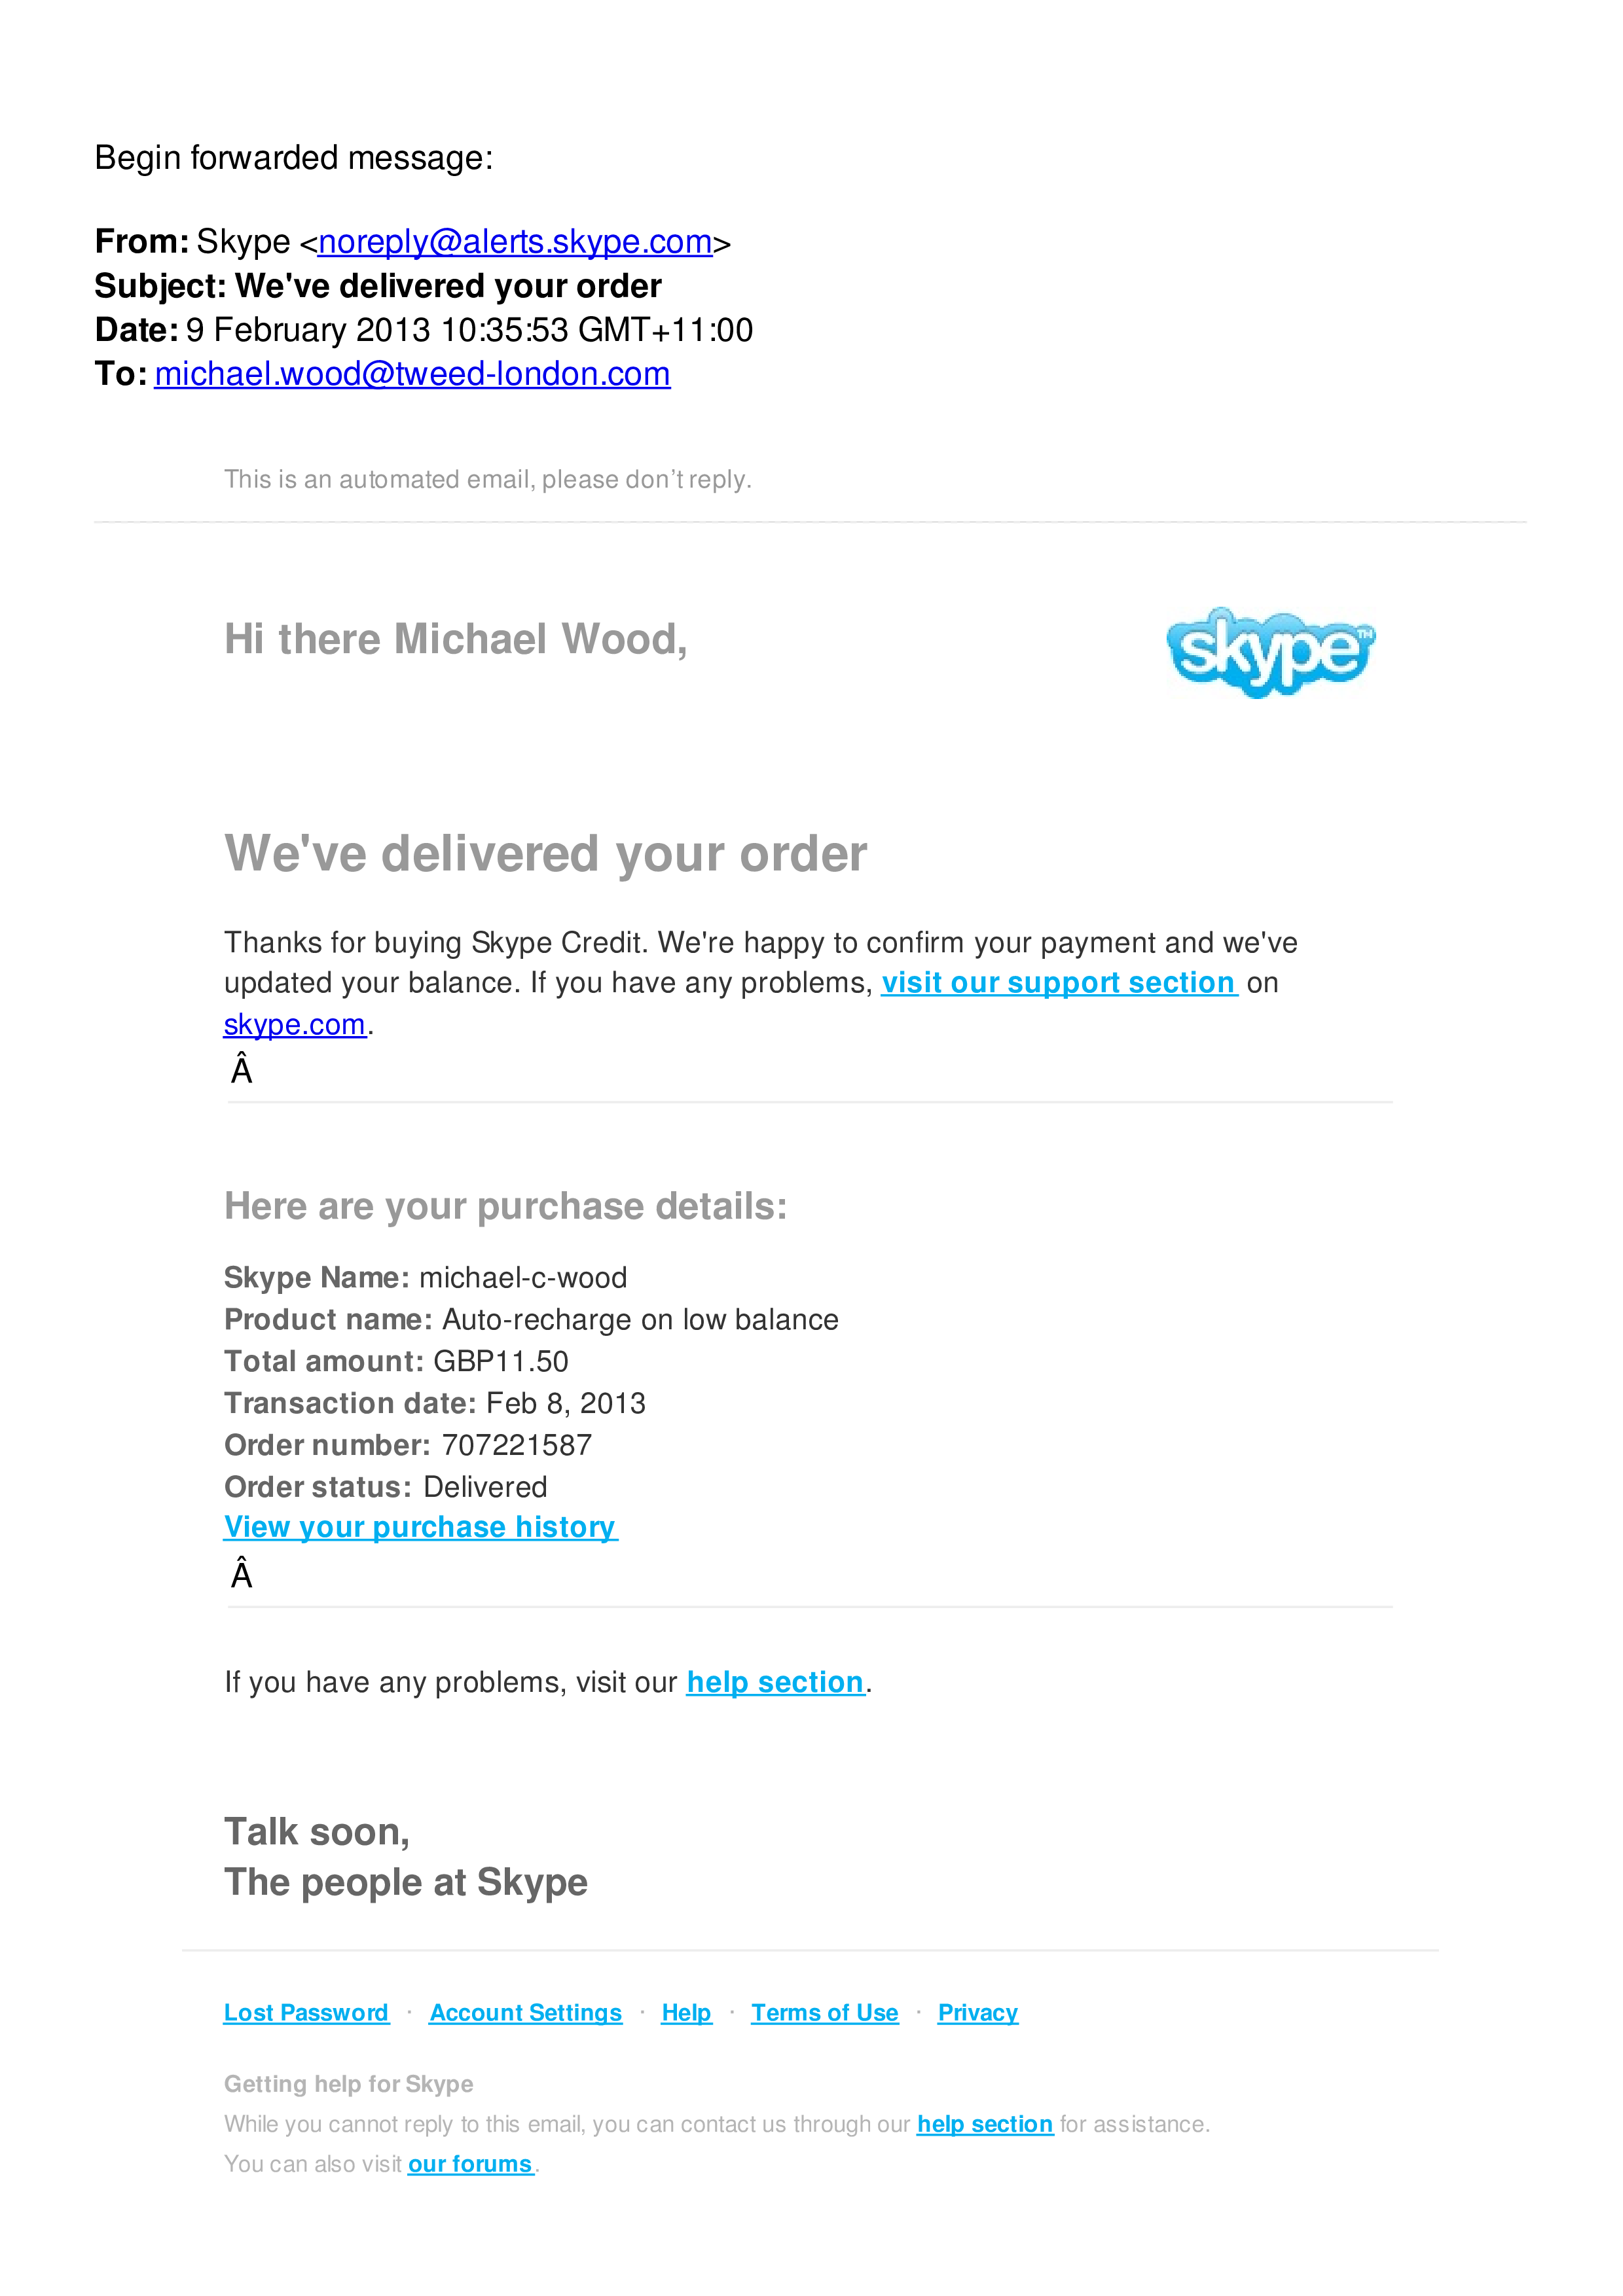 Begin forwarded message:
From: Skype <noreply@alerts.skype.com>
Subject: We've delivered your order
Date: 9 February 2013 10:35:53 GMT+11:00
To: michael.wood@tweed-london.com
This is an automated email, please don’t reply.
Hi there Michael Wood,
skype™
We've delivered your order
Thanks for buying Skype Credit. We're happy to confirm your payment and we've
updated your balance. If you have any problems, visit our support section on
skype.com.
Â
Here are your purchase details:
Skype Name: michael-c-wood
Product name: Auto-recharge on low balance
Total amount: GBP11.50
Transaction date: Feb 8, 2013
Order number: 707221587
Order status: Delivered
View your purchase history
Â
If you have any problems, visit our help section.
Talk soon,
The people at Skype
Lost Password · Account Settings · Help · Terms of Use · Privacy
Getting help for Skype
While you cannot reply to this email, you can contact us through our help section for assistance.
You can also visit our forums.